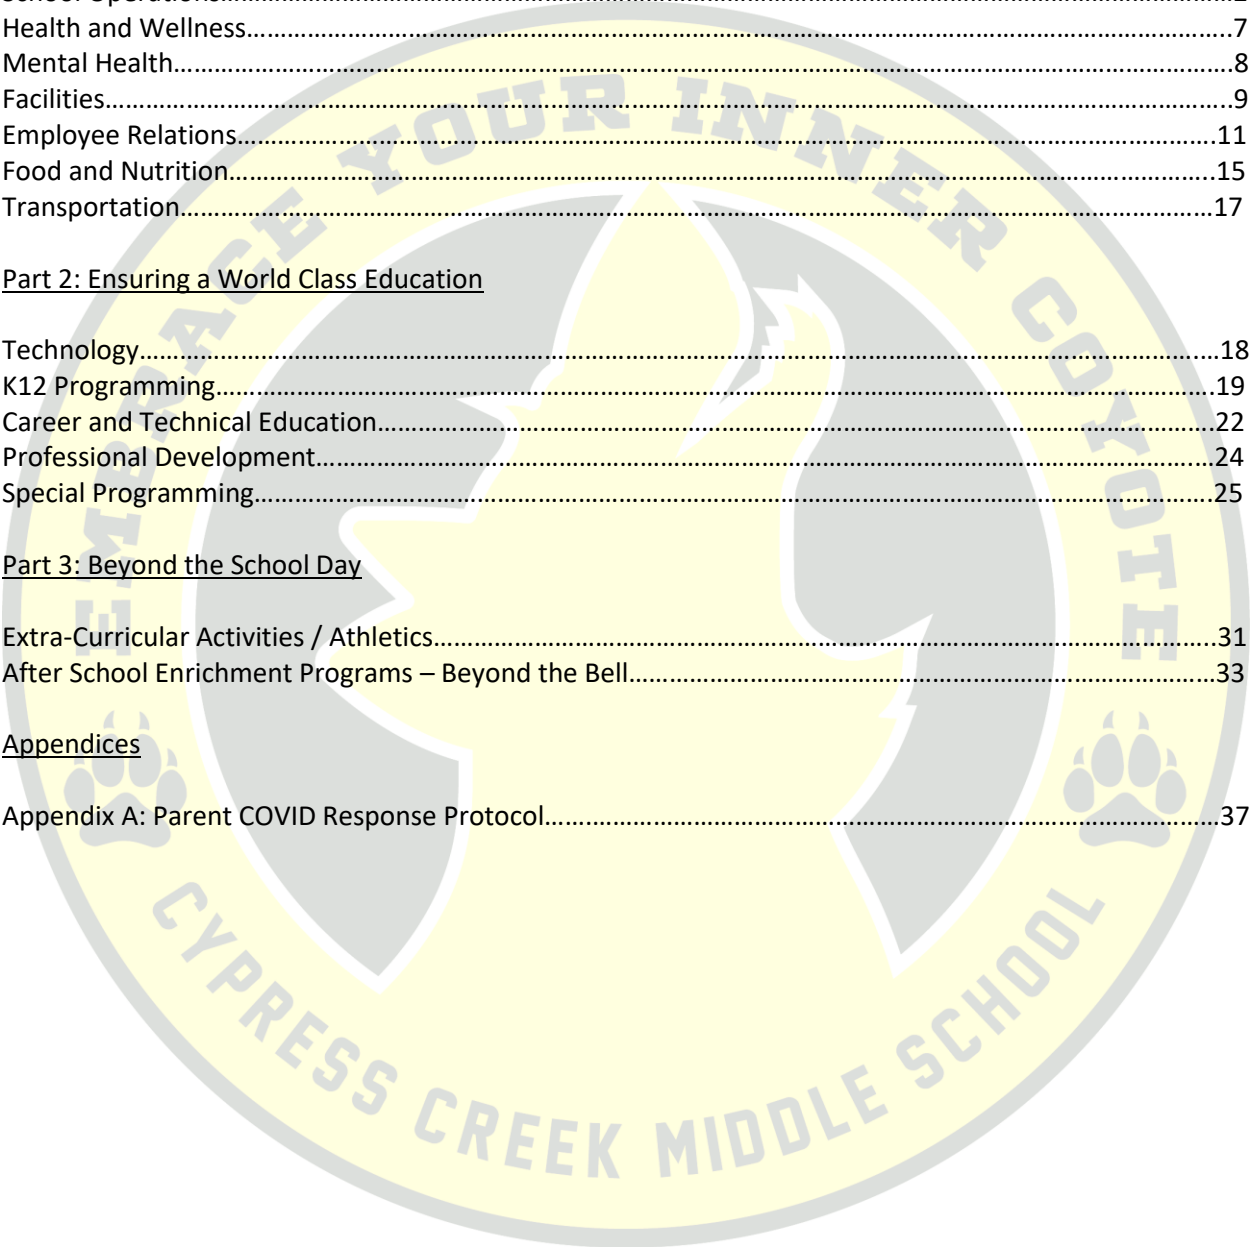 School Operations……………………………………………………………………………………………………………………2
Health and Wellness…………………………………………………………………………………………………………………7
Mental Health…………………………………………………………………………………………………………………………8
Facilities…………………………………………………………………………………………………………………………………9
Employee Relations…………………………………………………………………………………………………………………11
Food and Nutrition…………………………………………………………………………………………………………………15
Transportation………………………………………………………………………………………………………………………17
Part 2: Ensuring a World Class Education
Technology……………………………………………………………………………………………………………………………18
K12 Programming……………………………………………………………………………………………………………………19
Career and Technical Education…………………………………………………………………………………………………22
Professional Development…………………………………………………………………………………………………………24
Special Programming………………………………………………………………………………………………………………25
Part 3: Beyond the School Day
Extra-Curricular Activities / Athletics……………………………………………………………………………………………31
After School Enrichment Programs – Beyond the Bell………………………………………………………………………33
Appendices
Appendix A: Parent COVID Response Protocol…………………………………………………………………………………37
EMBRACE YOUR INNER COYOTE
CYPRESS CREEK MIDDLE SCHOOL